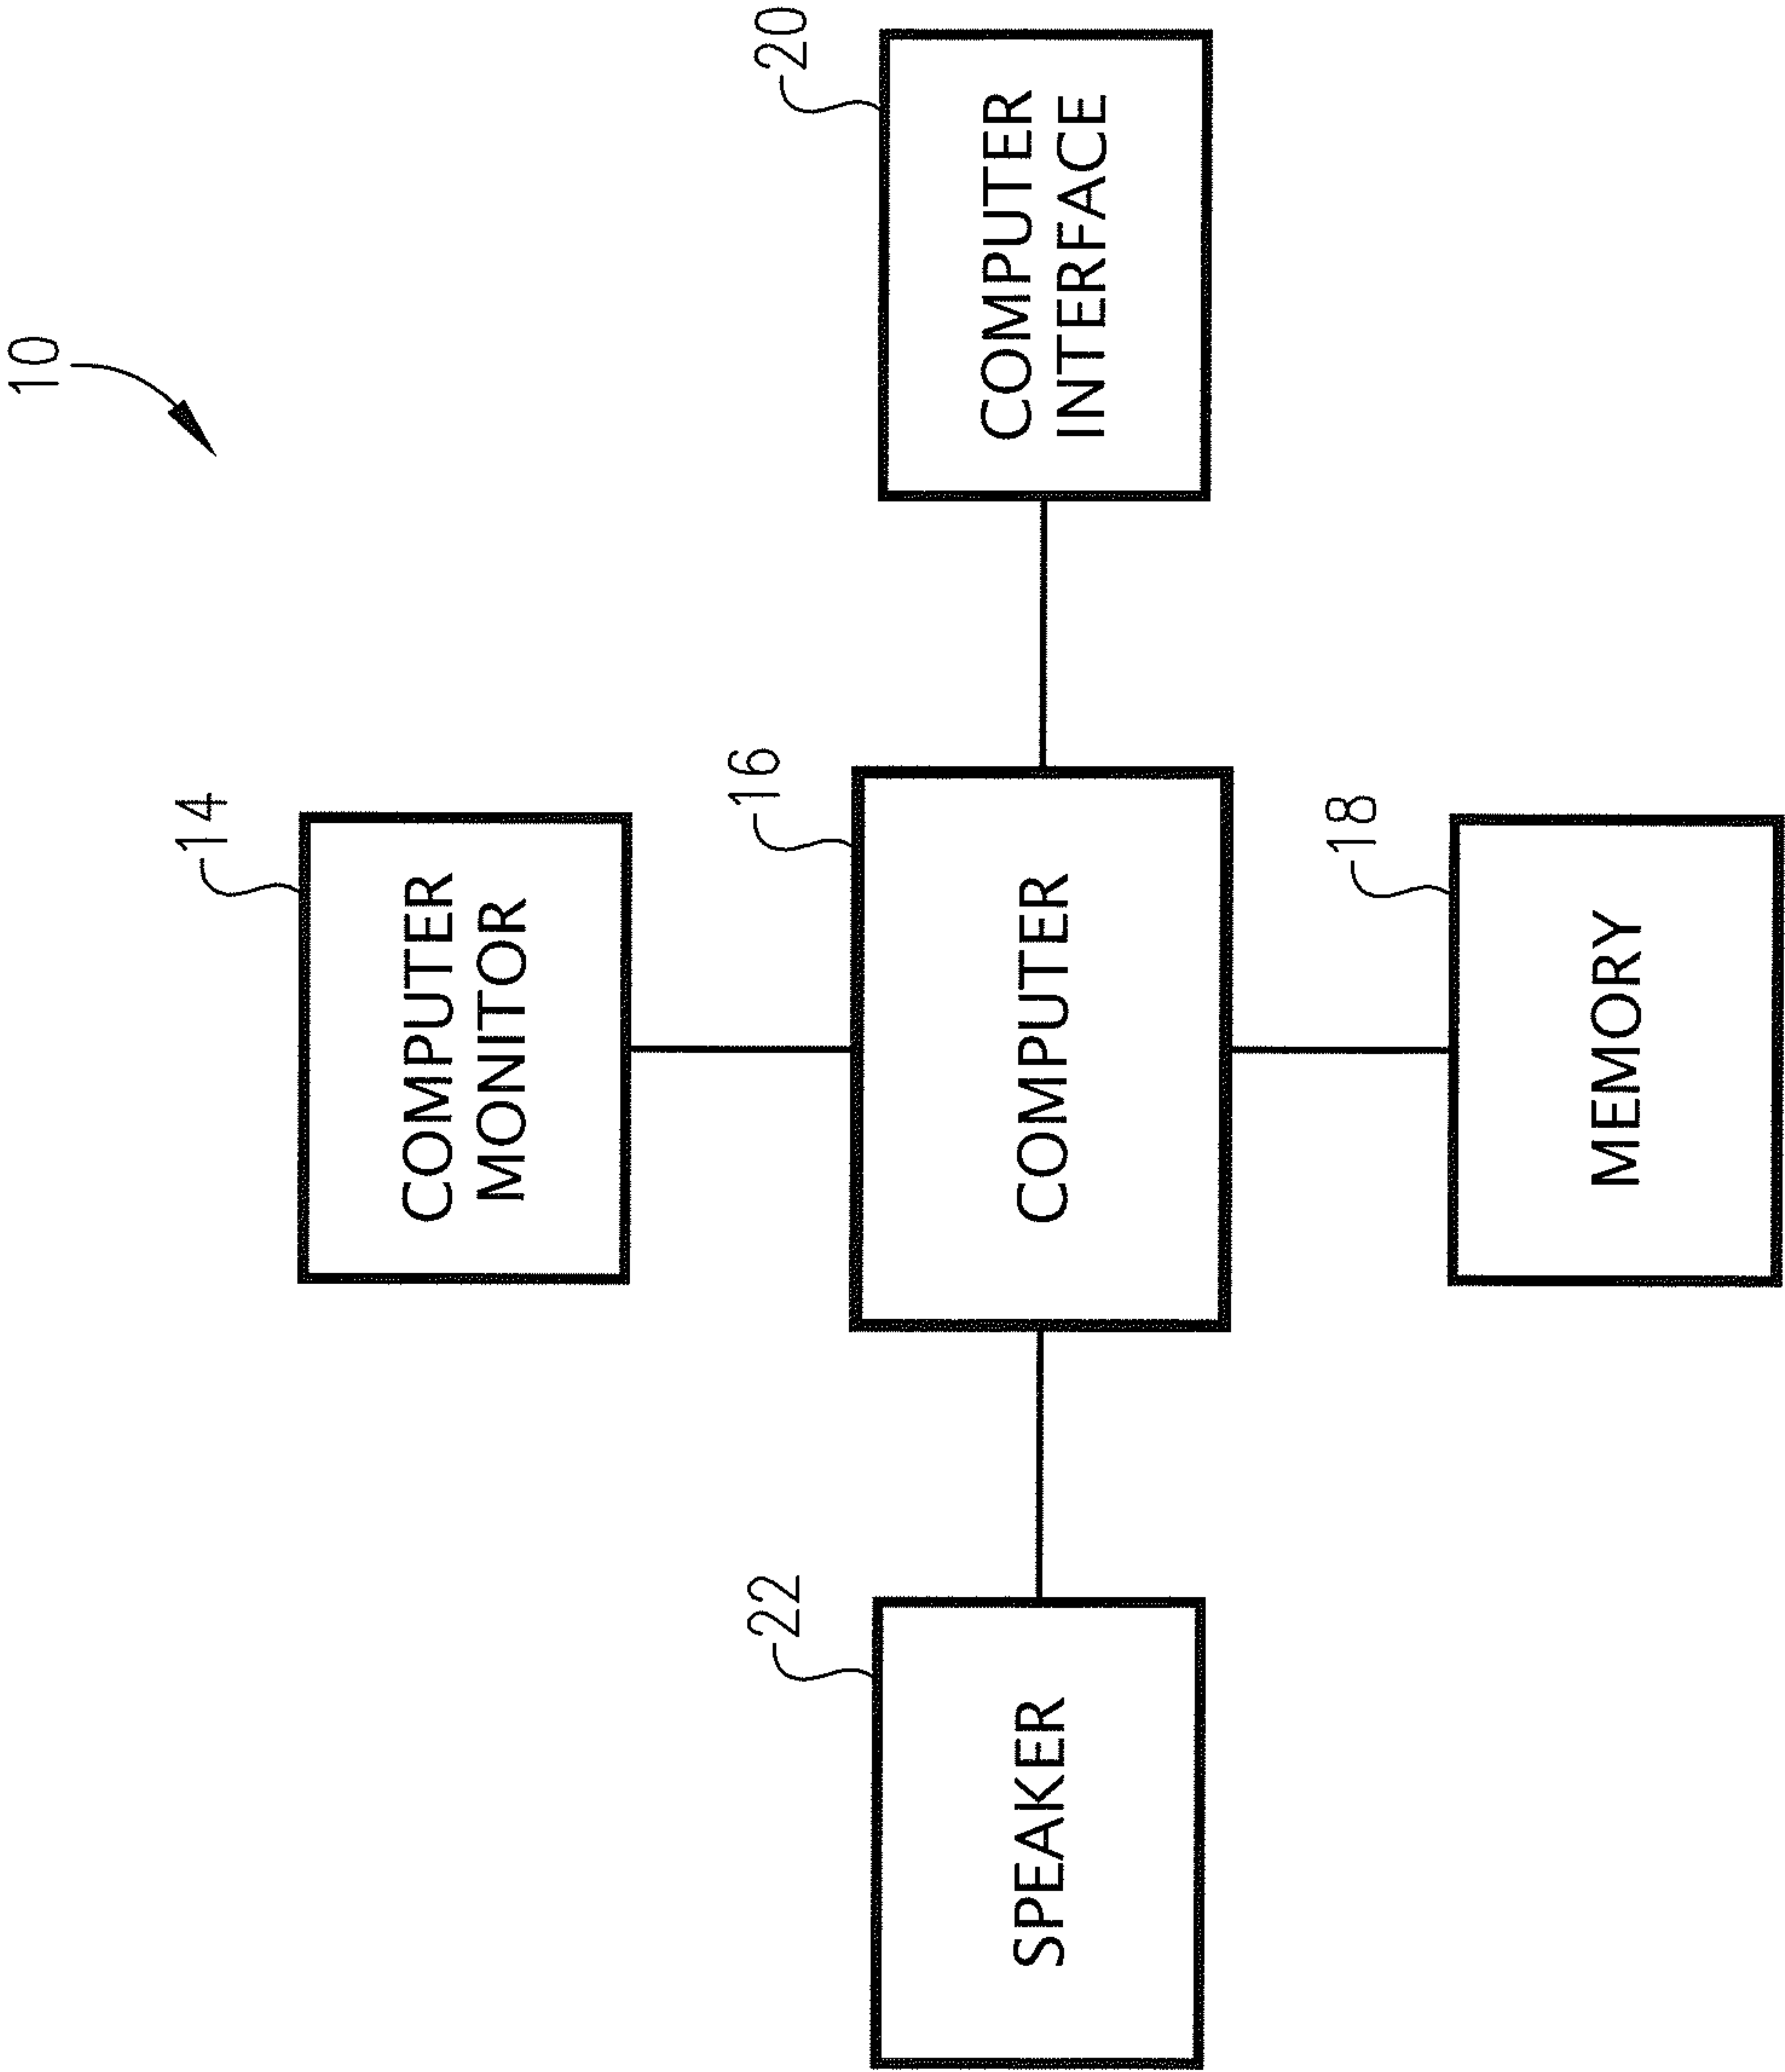 10
14
COMPUTER
MONITOR
22
SPEAKER
16
COMPUTER
20
COMPUTER
INTERFACE
18
MEMORY